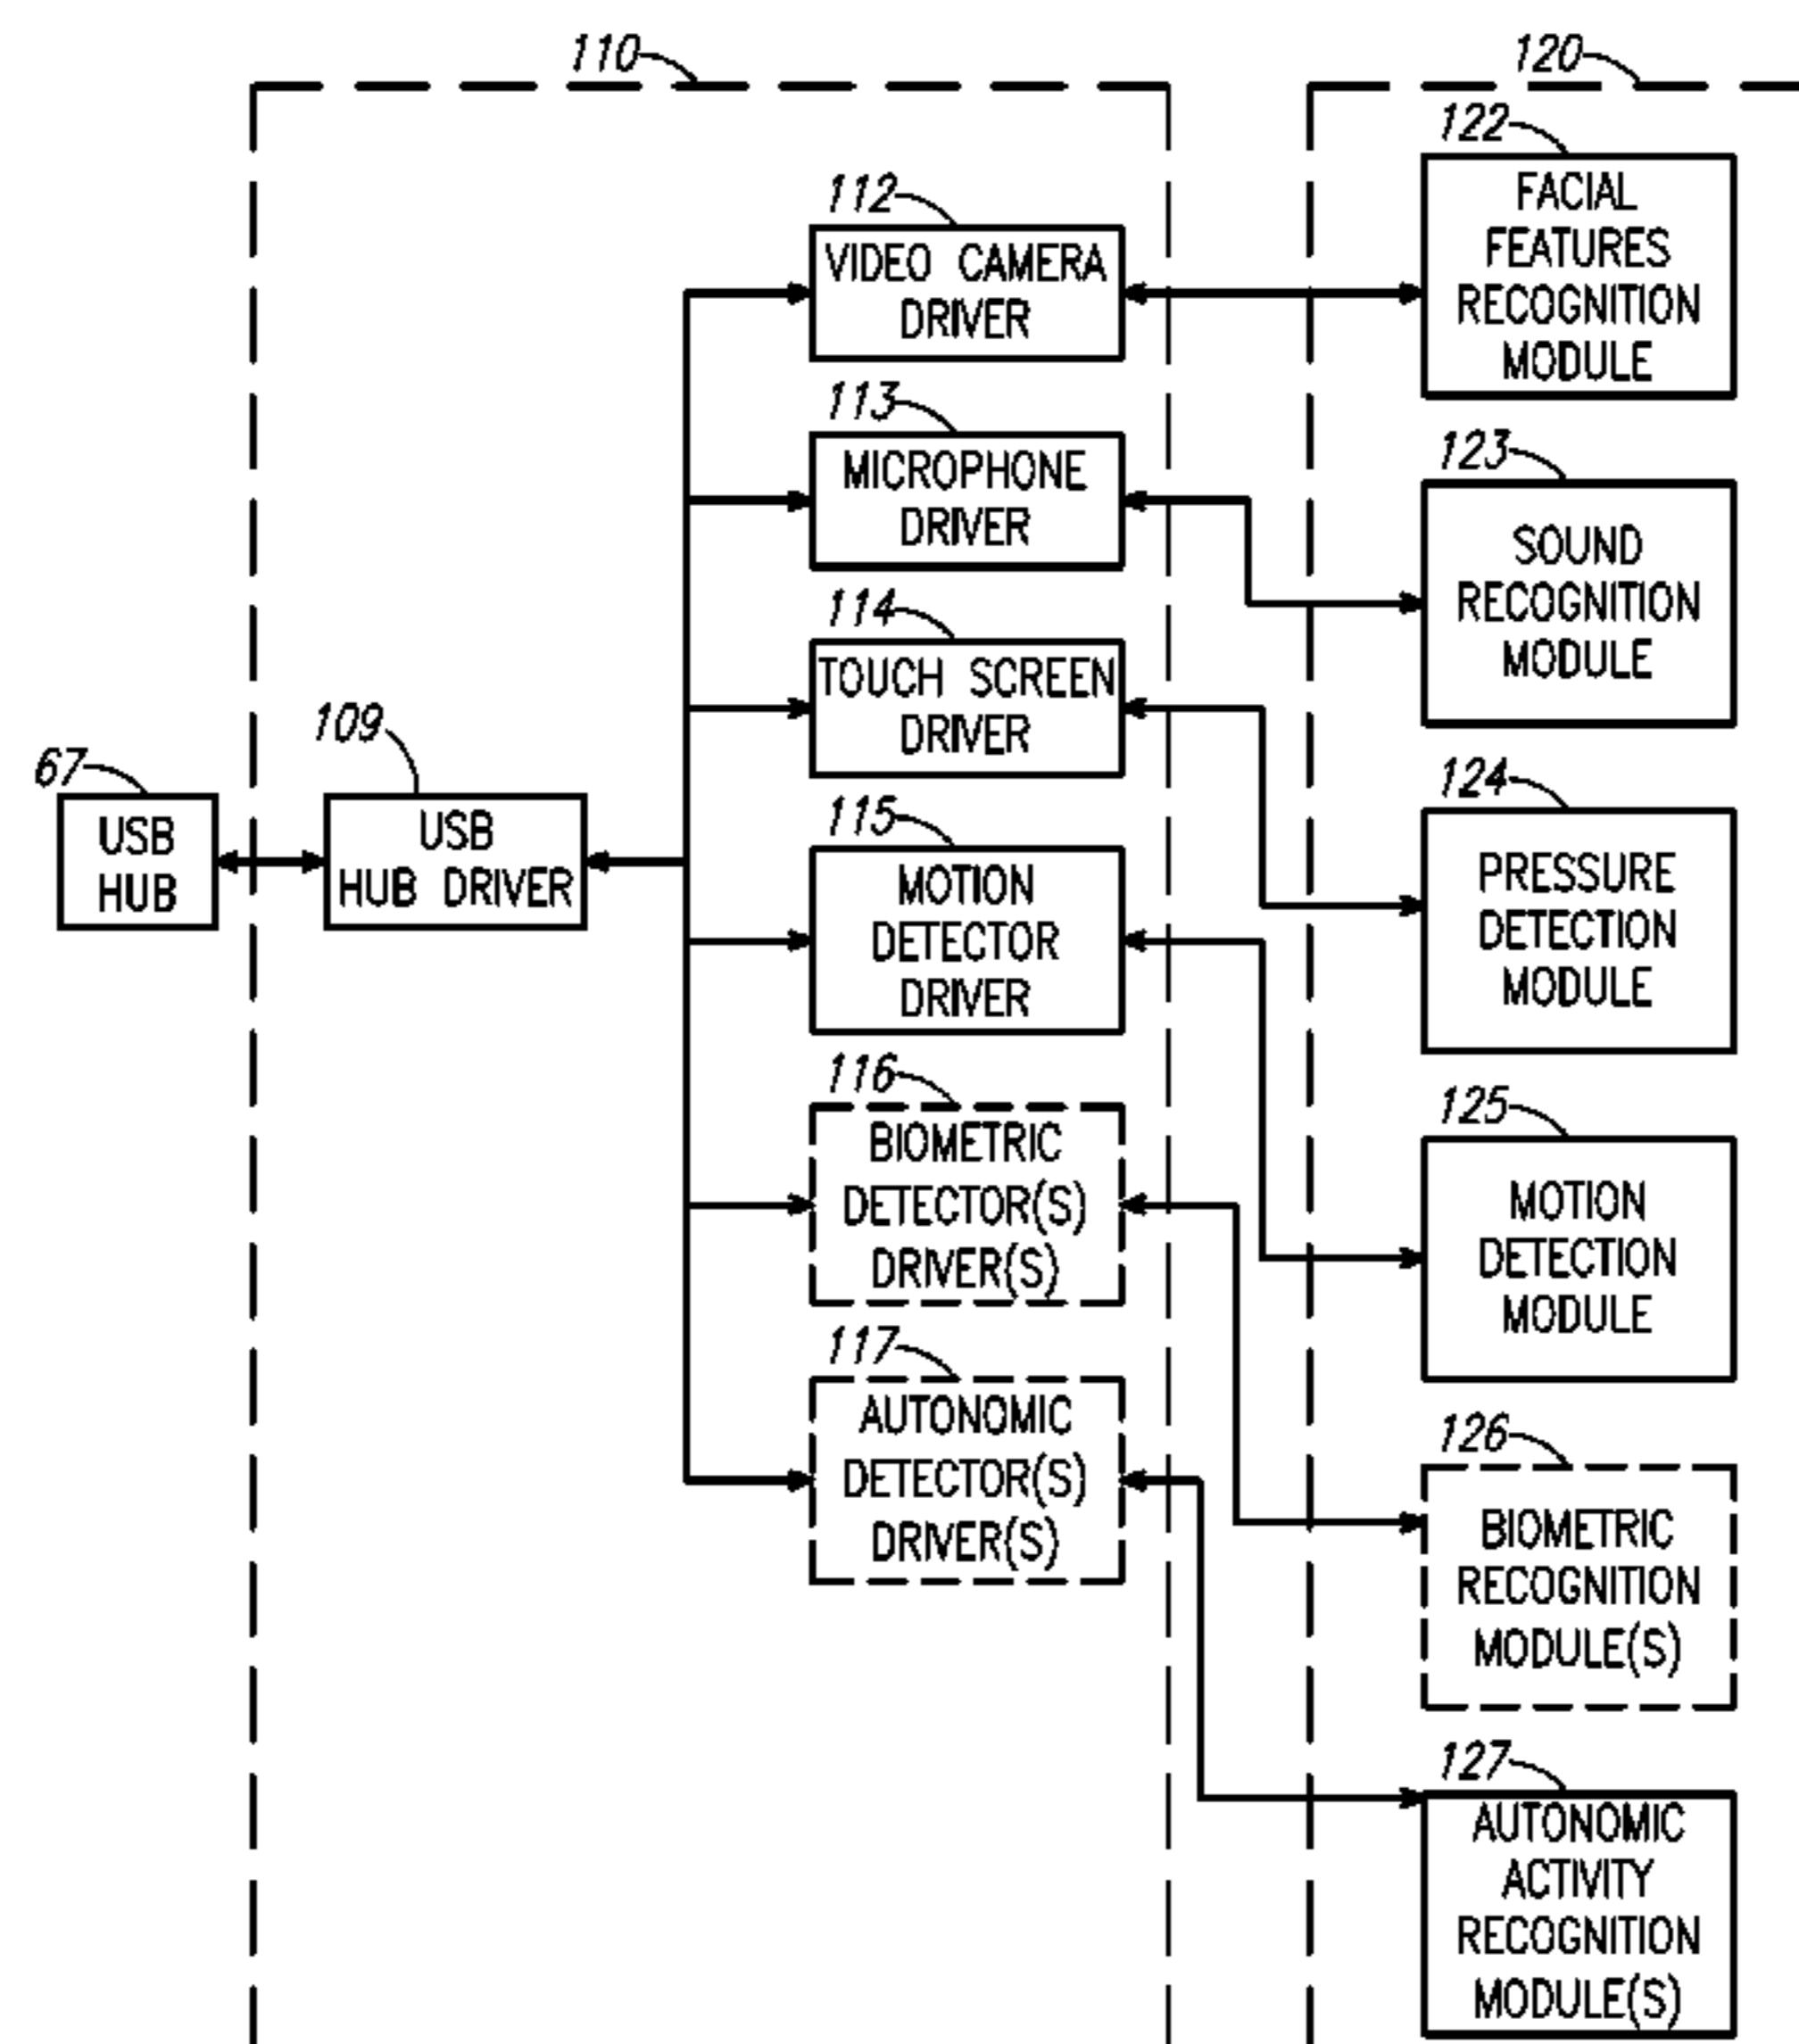 110
120
122
FACIAL
FEATURES
RECOGNITION
MODULE
112
VIDEO CAMERA
DRIVER
113
MICROPHONE
DRIVER
123
SOUND
RECOGNITION
MODULE
114
TOUCH SCREEN
DRIVER
109
USB
HUB DRIVER
67
USB
HUB
124
PRESSURE
DETECTION
MODULE
115
MOTION
DETECTOR
DRIVER
116
BIOMETRIC
DETECTOR(S)
DRIVER(S)
125
MOTION
DETECTION
MODULE
117
AUTONOMIC
DETECTOR(S)
DRIVER(S)
126
BIOMETRIC
RECOGNITION
MODULE(S)
127
AUTONOMIC
ACTIVITY
RECOGNITION
MODULE(S)